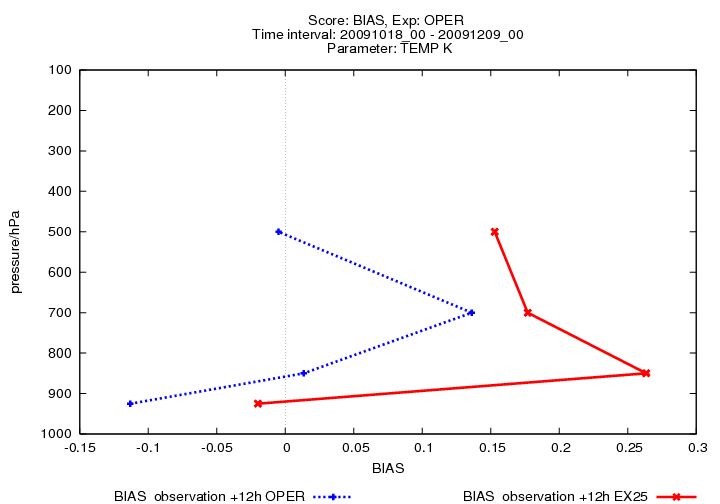 Score: BIAS, Exp: OPER
Time interval: 20091018_00 - 20091209_00
Parameter: TEMP K
100
200
300
400
500
600
700
800
900
1000
pressure/hPa
-0.15
-0.1
-0.05
0
0.05
0.1
0.15
0.2
0.25
0.3
BIAS
BIAS observation +12h OPER
BIAS observation +12h EX25